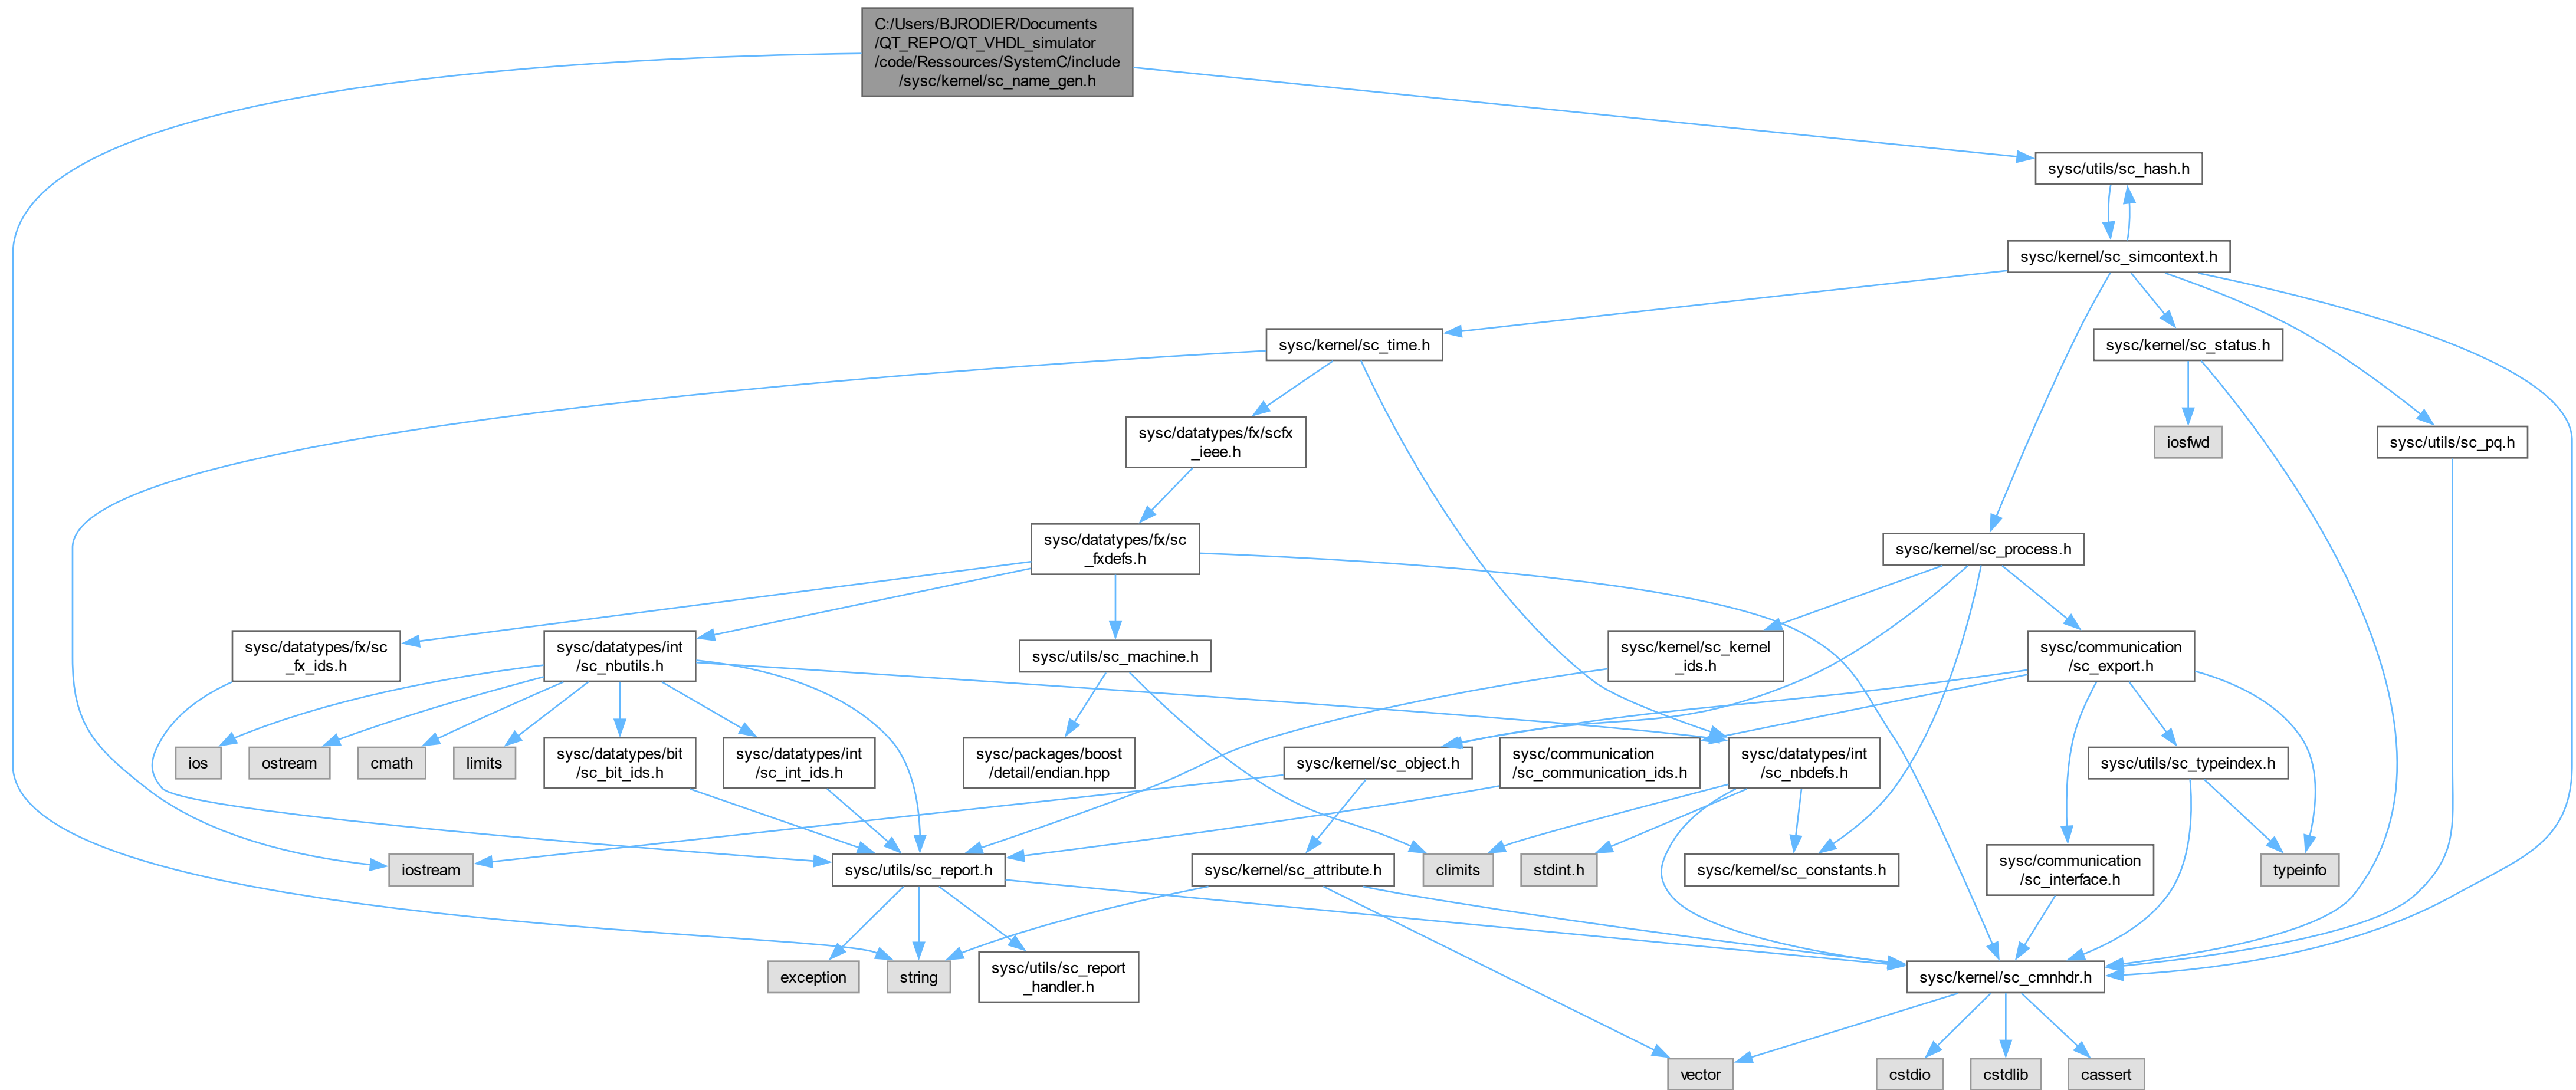 C:/Users/BJRODIER/Documents
/QT_REPO/QT_VHDL_simulator
/code/Ressources/SystemC/include
/sysc/kernel/sc_name_gen.h
sysc/utils/sc_hash.h
sysc/kernel/sc_simcontext.h
sysc/kernel/sc_time.h
sysc/kernel/sc_status.h
sysc/datatypes/fx/scfx
_ieee.h
iosfwd
sysc/utils/sc_pq.h
sysc/datatypes/fx/sc
_fxdefs.h
sysc/kernel/sc_process.h
sysc/datatypes/fx/sc
_fx_ids.h
sysc/datatypes/int
/sc_nbutils.h
sysc/utils/sc_machine.h
sysc/kernel/sc_kernel
_ids.h
sysc/communication
/sc_export.h
ios
ostream
cmath
limits
sysc/datatypes/bit
/sc_bit_ids.h
sysc/datatypes/int
/sc_int_ids.h
sysc/packages/boost
/detail/endian.hpp
sysc/kernel/sc_object.h
sysc/communication
/sc_communication_ids.h
sysc/datatypes/int
/sc_nbdefs.h
sysc/utils/sc_typeindex.h
iostream
sysc/utils/sc_report.h
sysc/kernel/sc_attribute.h
climits
stdint.h
sysc/kernel/sc_constants.h
sysc/communication
/sc_interface.h
typeinfo
exception
string
sysc/utils/sc_report
_handler.h
sysc/kernel/sc_cmnhdr.h
vector
cstdio
cstdlib
cassert